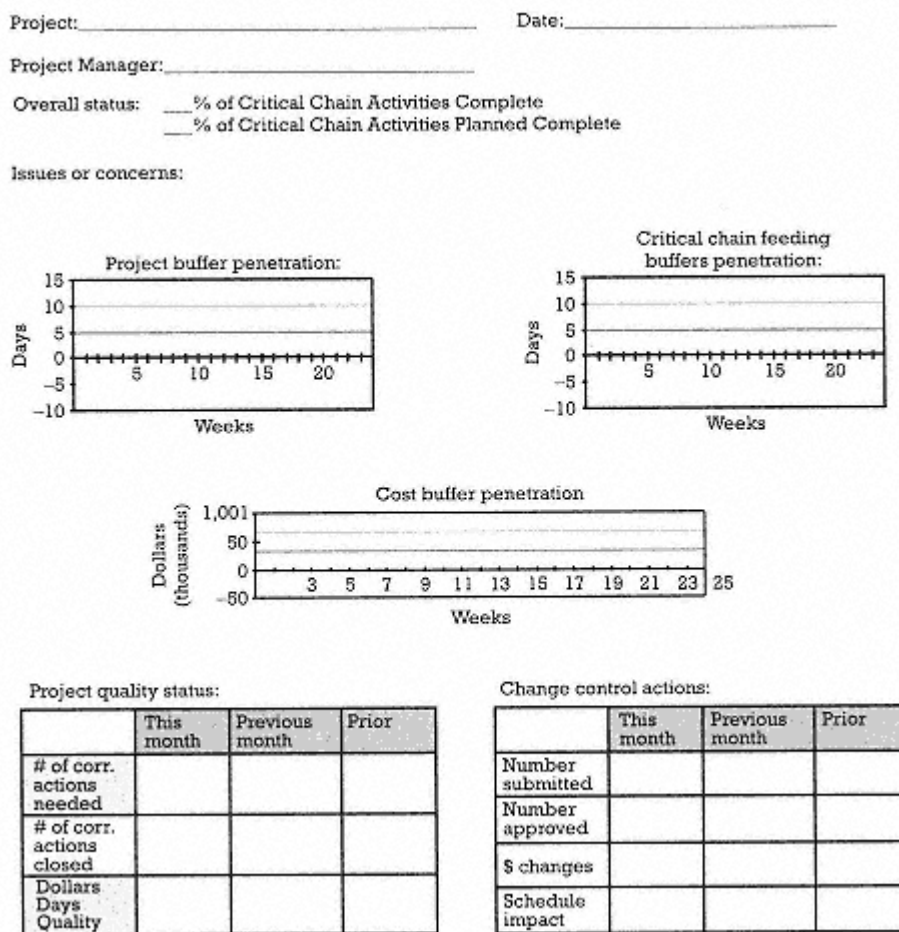 Project: Date:
Project Manager:
Overall status: __% of Critical Chain Activities Complete
__% of Critical Chain Activities Planned Complete
Issues or concerns:
Project buffer penetration:
15
10
5
0
-5
-10
Days
5 10 15 20
Weeks
Critical chain feeding
buffers penetration:
15
10
5
0
-5
-10
Days
5 10 15 20
Weeks
Cost buffer penetration
1,001
50
0
-50
Dollars
(thousands)
3 5 7 9 11 13 15 17 19 21 23 25
Weeks
Project quality status:
This month Previous month Prior
# of corr. actions needed
# of corr. actions closed
Dollars Days Quality
Change control actions:
This month Previous month Prior
Number submitted
Number approved
$ changes
Schedule impact